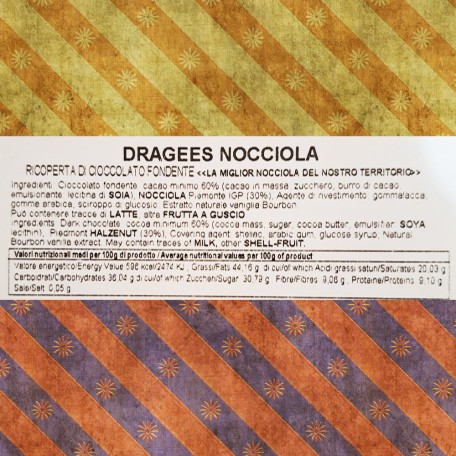 DRAGEES NOCCIOLA
RICOPERTA DI CIOCCOLATO FONDENTE <<LA MIGLIOR NOCCIOLA DEL NOSTRO TERRITORIO>>
Ingredienti: Cioccolato fondente: cacao minimo 60% (cacao in massa, zucchero, burro di cacao,
emulsionante: lecitina di SOIA), NOCCIOLA Piemonte IGP (30%), Agente di rivestimento: gommalacca,
gomma arabica, sciroppo di glucosio. Estratto naturale vaniglia Bourbon.
Può contenere tracce di LATTE, altra FRUTTA A GUSCIO
Ingredients: Dark chocolate: cocoa minimum 60% (cocoa mass, sugar, cocoa butter, emulsifier: SOYA
lecithin), Piedmont HALZENUT (30%), Covering agent: shellac, arabic gum, glucose syrup, Natural
Bourbon vanilla extract. May contain traces of MILK, other SHELL-FRUIT.
Valori nutrizionali medi per 100g di prodotto / Average nutritional values per 100g of product
Valore energetico/Energy Value 596 kcal/2474 KJ, Grassi/Fats 44,16 g di cui/of which Acidi grassi saturi/Saturates 20,03 g
Carboidrati/Carbohydrates 36,04 g di cui/of which Zuccheri/Sugar 30,79 g Fibre/Fibres 9,06 g, Proteine/Proteins 9,10 g
Sale/Salt 0,05 g